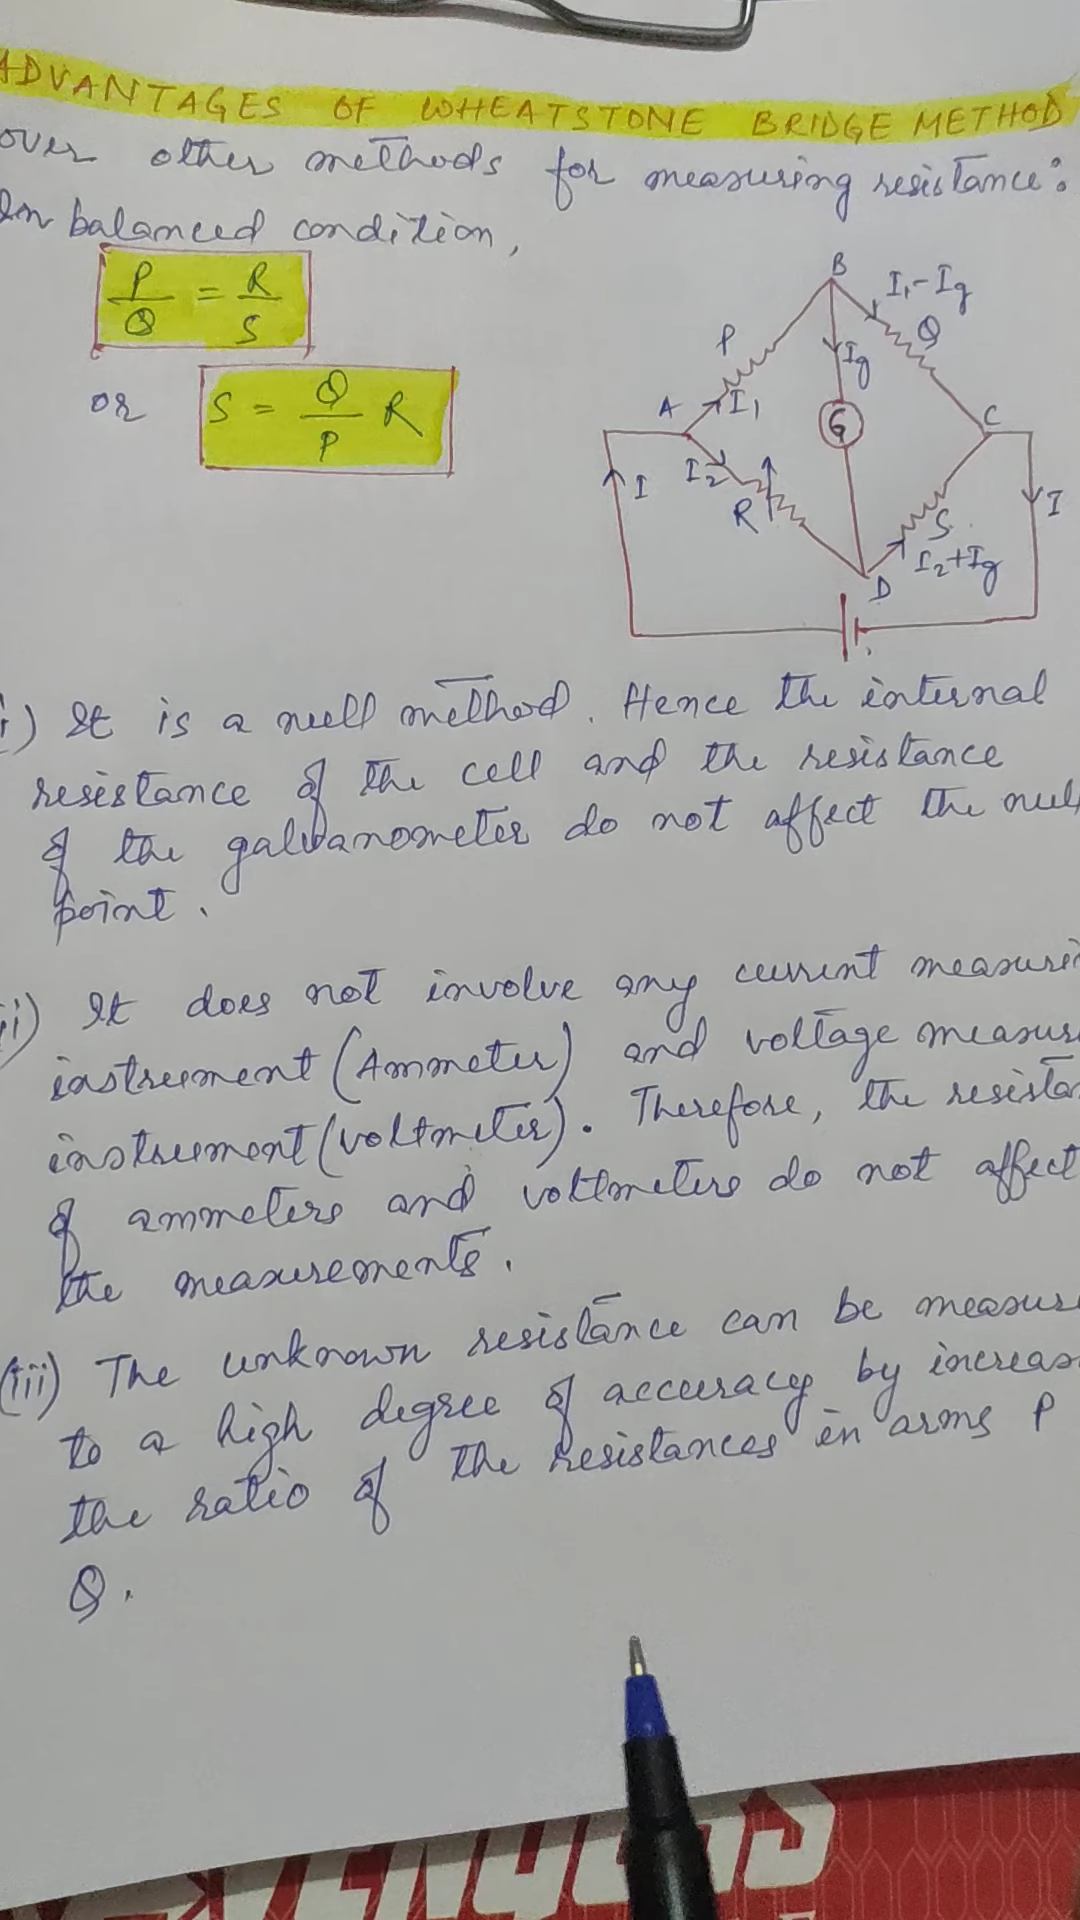 ADVANTAGES OF WHEATSTONE BRIDGE METHOD
over other methods for measuring resistance:
In balanced condition,
P/Q = R/S
or S = Q/P R
B
I1-Ig
P
Q
Ig
A
I1
G
C
I2
I
R
S
I
I2+Ig
D
i) It is a null method. Hence the internal
resistance of the cell and the resistance
of the galvanometer do not affect the null
point.
ii) It does not involve any current measuri
instrument (Ammeter) and voltage measur
instrument (voltmeter). Therefore, the resista
of ammeters and voltmeters do not affect
the measurements.
(iii) The unknown resistance can be measure
to a high degree of accuracy by increas
the ratio of the resistances in arms P
Q.